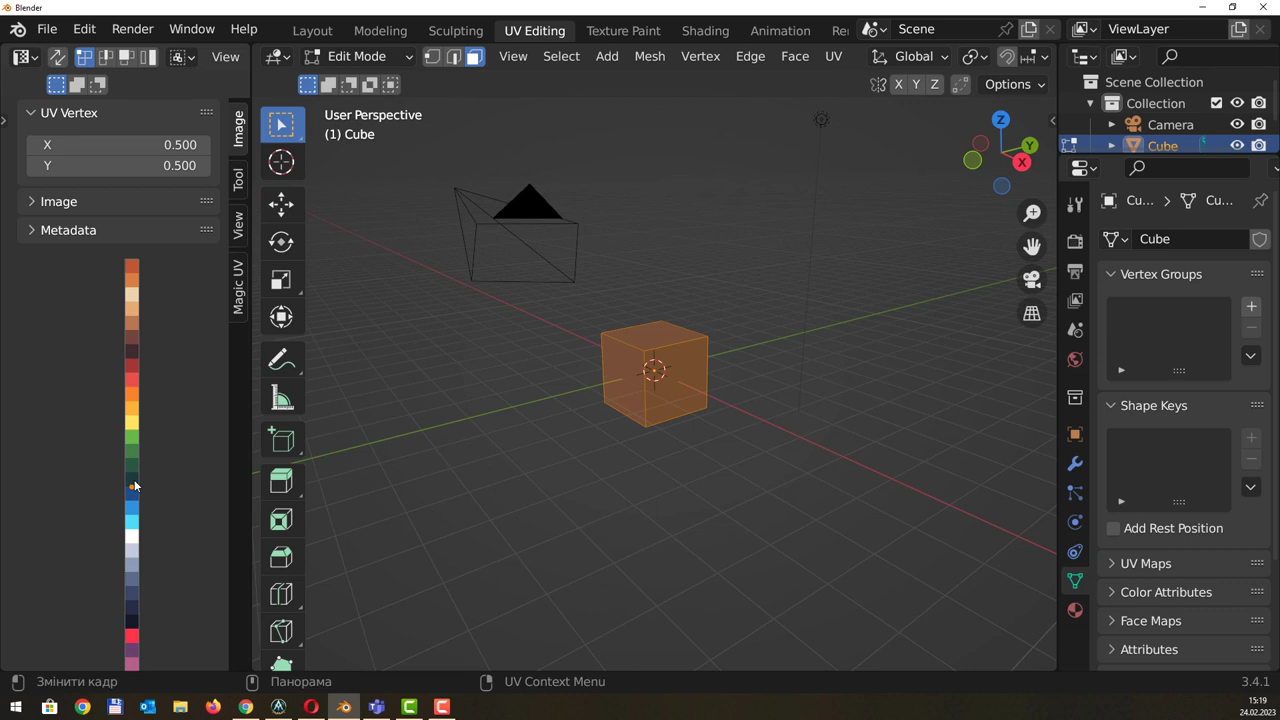 Blender
File Edit Render Window Help Layout Modeling Sculpting UV Editing Texture Paint Shading Animation Re Scene ViewLayer
View Edit Mode View Select Add Mesh Vertex Edge Face UV Global
X Y Z Options
UV Vertex
X 0.500
Y 0.500
Image
Metadata
Image
Tool
View
Magic UV
User Perspective
(1) Cube
Z
Y
X
Scene Collection
Collection
Camera
Cube
Cu... Cu...
Cube
Vertex Groups
Shape Keys
Add Rest Position
UV Maps
Color Attributes
Face Maps
Attributes
Змінити кадр Панорама UV Context Menu 3.4.1
15:19
24.02.2023